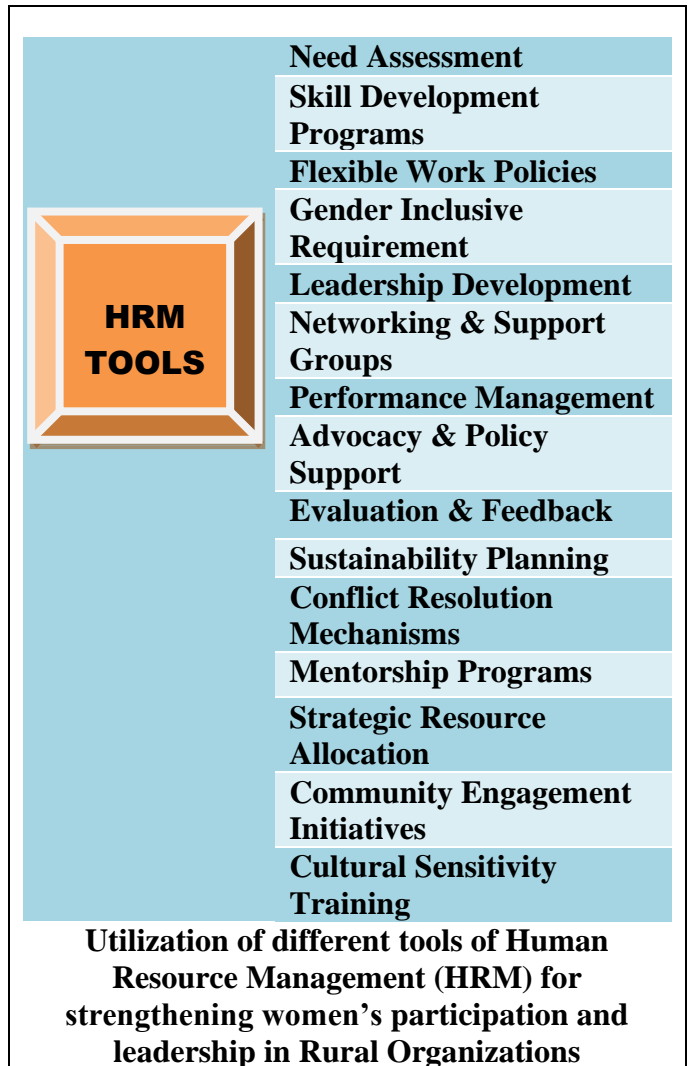 HRM
TOOLS
Need Assessment
Skill Development
Programs
Flexible Work Policies
Gender Inclusive
Requirement
Leadership Development
Networking & Support
Groups
Performance Management
Advocacy & Policy
Support
Evaluation & Feedback
Sustainability Planning
Conflict Resolution
Mechanisms
Mentorship Programs
Strategic Resource
Allocation
Community Engagement
Initiatives
Cultural Sensitivity
Training
Utilization of different tools of Human
Resource Management (HRM) for
strengthening women’s participation and
leadership in Rural Organizations